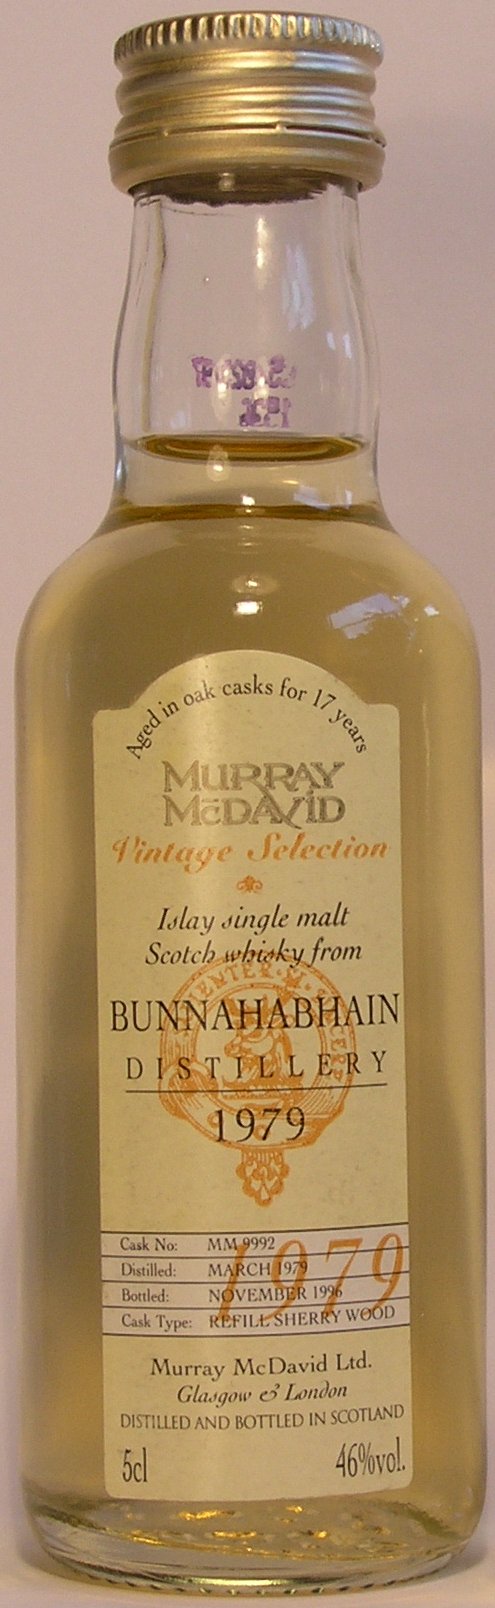 Aged in oak casks for 17 years
MURRAY
McDAVID
Vintage Selection
Islay single malt
Scotch whisky from
BUNNAHABHAIN
DISTILLERY
1979
1979
Cask No: MM 9992
Distilled: MARCH 1979
Bottled: NOVEMBER 1996
Cask Type: REFILL SHERRY WOOD
Murray McDavid Ltd.
Glasgow & London
DISTILLED AND BOTTLED IN SCOTLAND
5cl 46%vol.